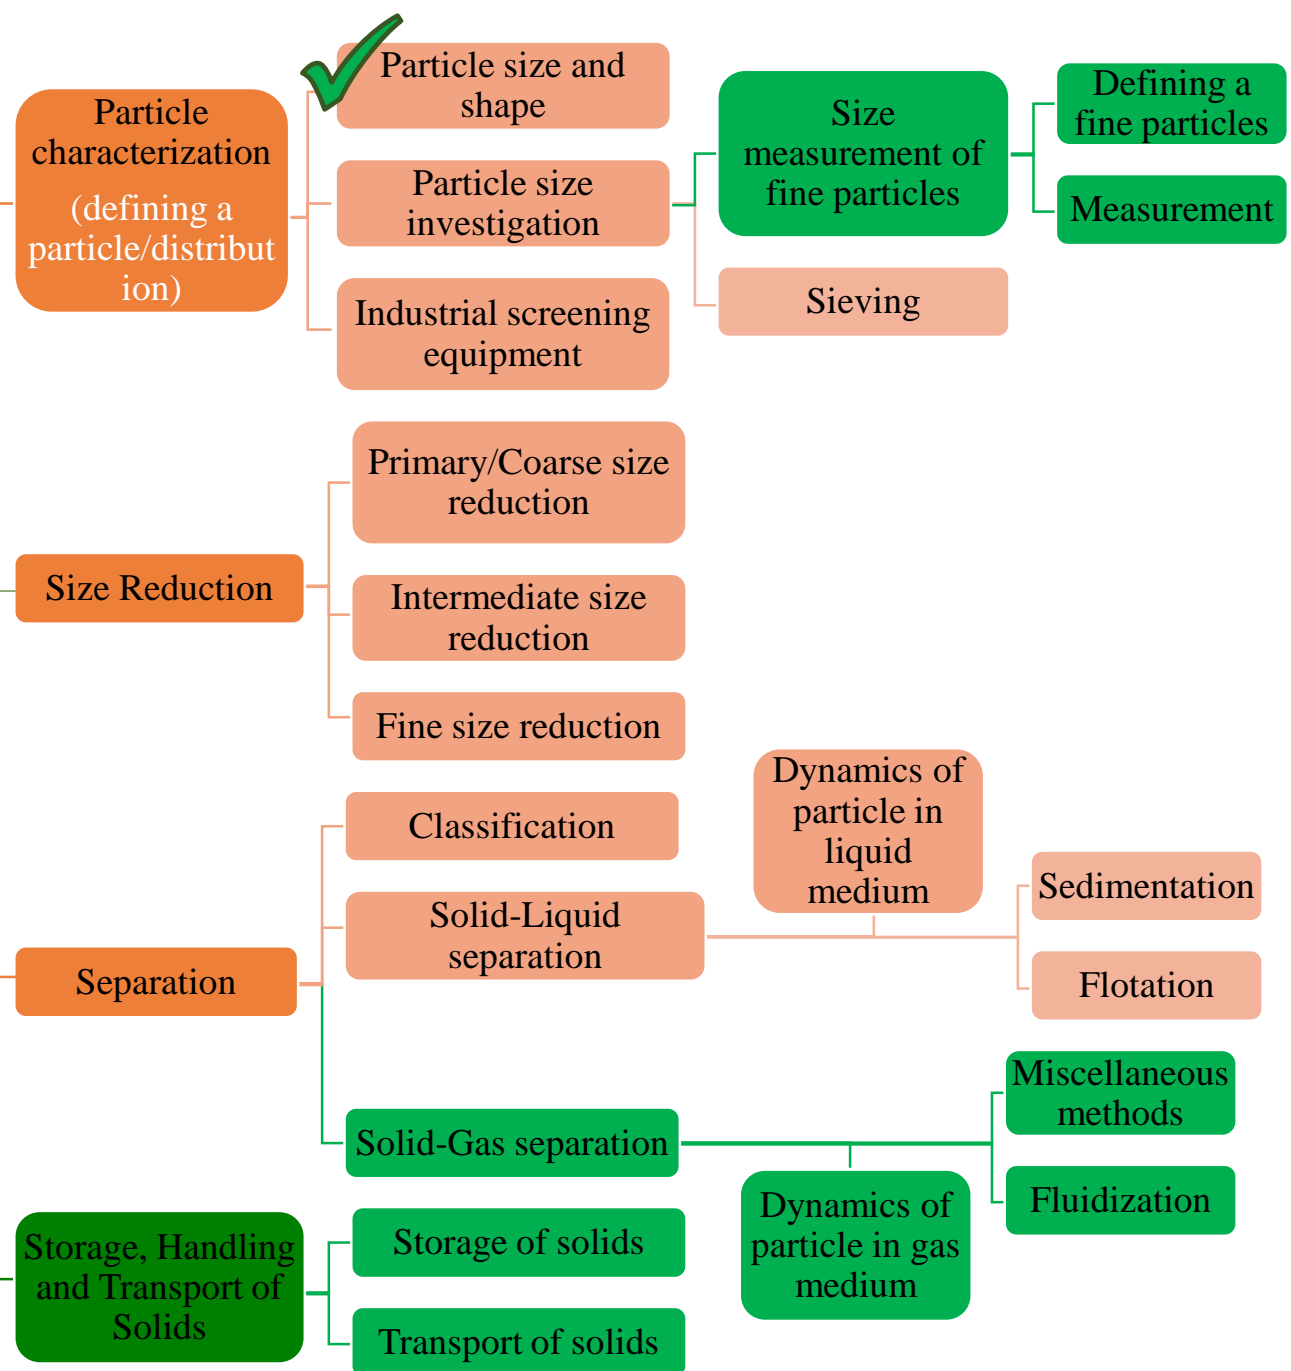 Particle
characterization
(defining a
particle/distribut
ion)
Particle size and
shape
Particle size
investigation
Industrial screening
equipment
Size
measurement of
fine particles
Sieving
Defining a
fine particles
Measurement
Size Reduction
Primary/Coarse size
reduction
Intermediate size
reduction
Fine size reduction
Separation
Classification
Solid-Liquid
separation
Dynamics of
particle in
liquid
medium
Sedimentation
Flotation
Solid-Gas separation
Dynamics of
particle in gas
medium
Miscellaneous
methods
Fluidization
Storage, Handling
and Transport of
Solids
Storage of solids
Transport of solids